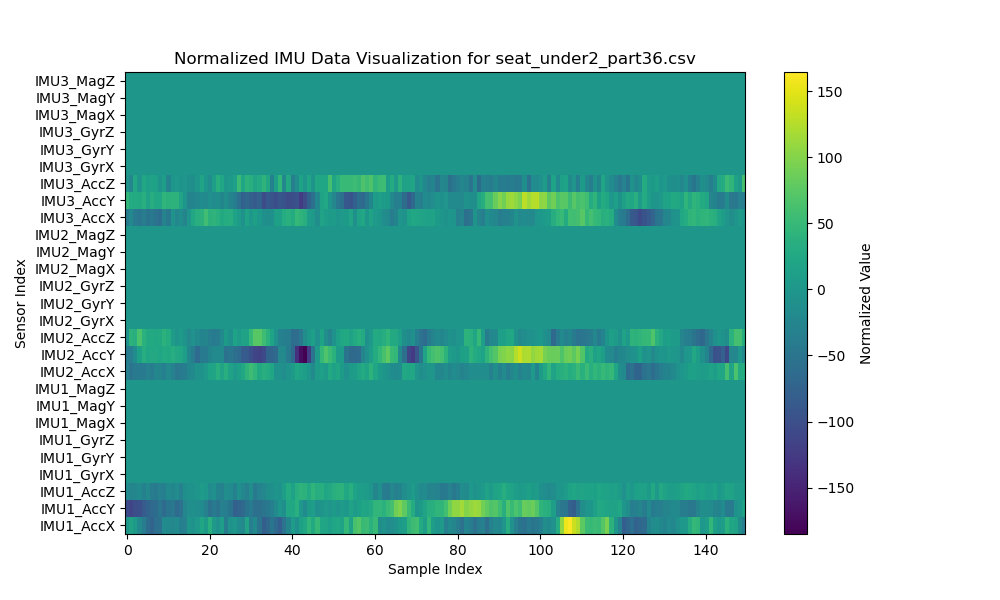 Normalized IMU Data Visualization for seat_under2_part36.csv
IMU3_MagZ
IMU3_MagY
IMU3_MagX
IMU3_GyrZ
IMU3_GyrY
IMU3_GyrX
IMU3_AccZ
IMU3_AccY
IMU3_AccX
IMU2_MagZ
IMU2_MagY
IMU2_MagX
IMU2_GyrZ
IMU2_GyrY
IMU2_GyrX
IMU2_AccZ
IMU2_AccY
IMU2_AccX
IMU1_MagZ
IMU1_MagY
IMU1_MagX
IMU1_GyrZ
IMU1_GyrY
IMU1_GyrX
IMU1_AccZ
IMU1_AccY
IMU1_AccX
Sensor Index
0 20 40 60 80 100 120 140
Sample Index
150
100
50
0
−50
−100
−150
Normalized Value